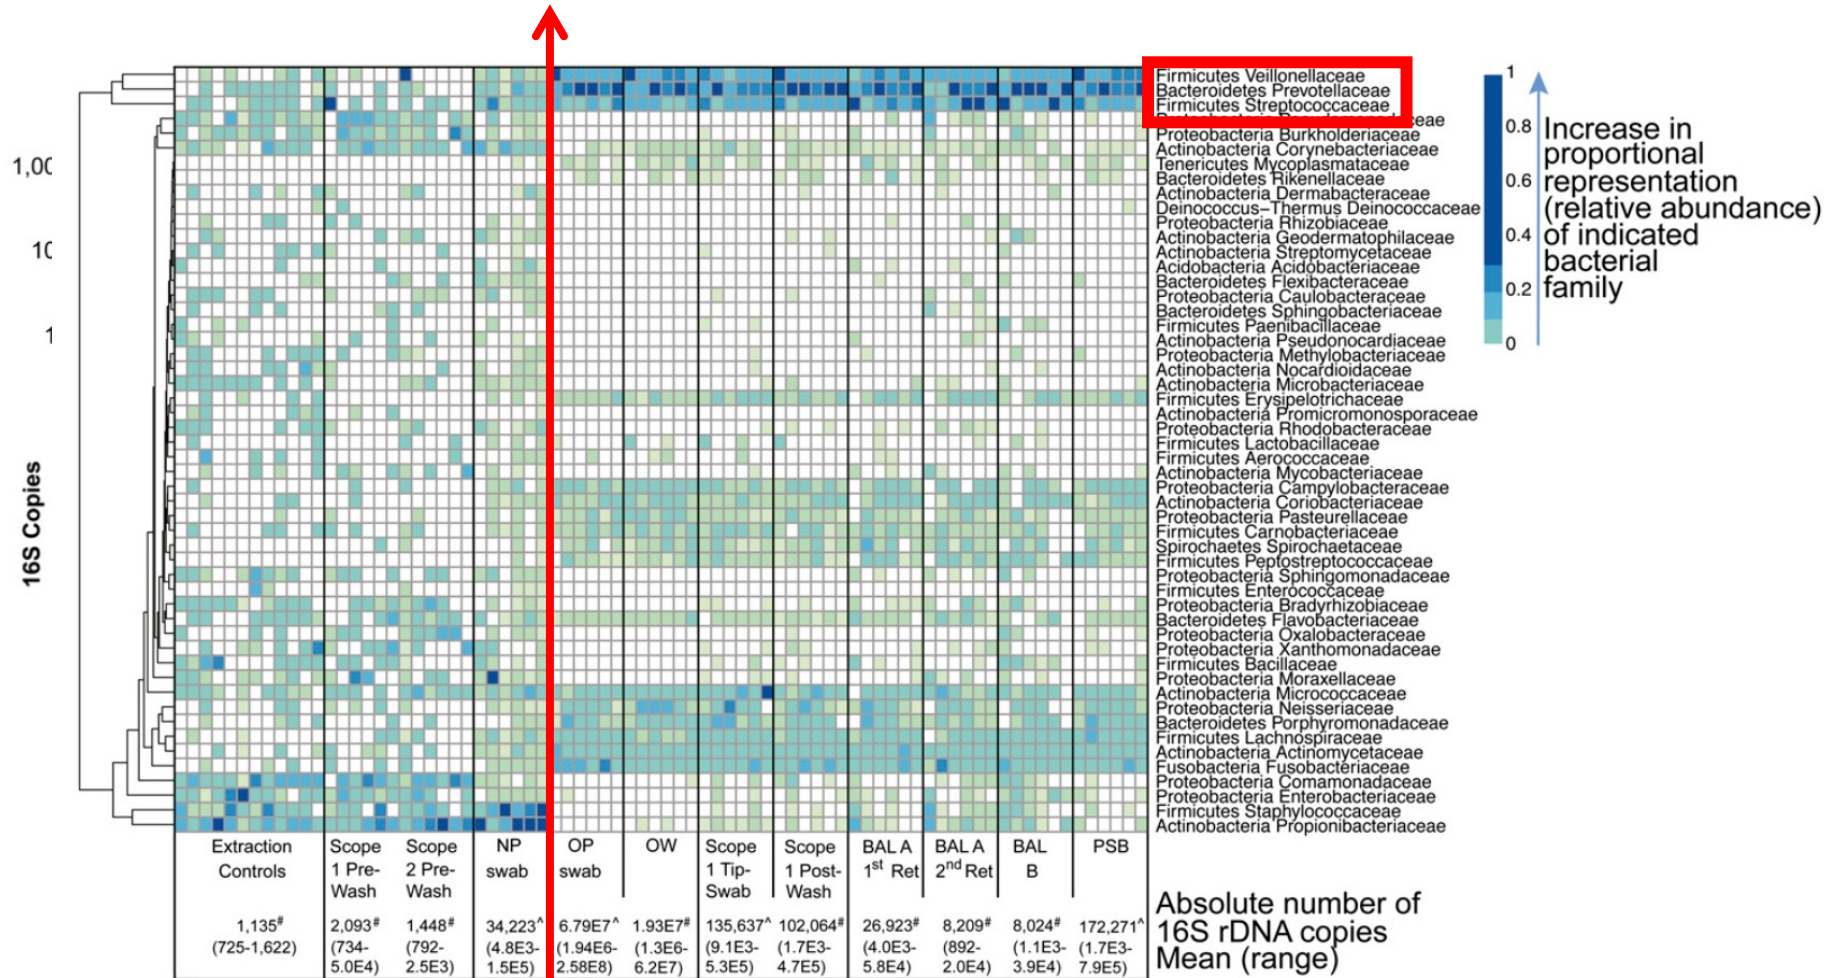 1,00
10
1
16S Copies
Firmicutes Veillonellaceae
Bacteroidetes Prevotellaceae
Firmicutes Streptococcaceae
Proteobacteria Burkholderiaceae
Actinobacteria Corynebacteriaceae
Tenericutes Mycoplasmataceae
Bacteroidetes Rikenellaceae
Actinobacteria Dermabacteraceae
Deinococcus-Thermus Deinococcaceae
Proteobacteria Rhizobiaceae
Actinobacteria Geodermatophilaceae
Actinobacteria Streptomycetaceae
Acidobacteria Acidobacteriaceae
Bacteroidetes Flexibacteraceae
Proteobacteria Caulobacteraceae
Bacteroidetes Sphingobacteriaceae
Firmicutes Paenibacillaceae
Actinobacteria Pseudonocardiaceae
Proteobacteria Methylobacteriaceae
Actinobacteria Nocardioidaceae
Actinobacteria Microbacteriaceae
Firmicutes Erysipelotrichaceae
Actinobacteria Promicromonosporaceae
Proteobacteria Rhodobacteraceae
Firmicutes Lactobacillaceae
Firmicutes Aerococcaceae
Actinobacteria Mycobacteriaceae
Proteobacteria Campylobacteraceae
Actinobacteria Coriobacteriaceae
Proteobacteria Pasteurellaceae
Firmicutes Carnobacteriaceae
Spirochaetes Spirochaetaceae
Firmicutes Peptostreptococcaceae
Proteobacteria Sphingomonadaceae
Firmicutes Enterococcaceae
Proteobacteria Bradyrhizobiaceae
Bacteroidetes Flavobacteriaceae
Proteobacteria Oxalobacteraceae
Proteobacteria Xanthomonadaceae
Firmicutes Bacillaceae
Proteobacteria Moraxellaceae
Actinobacteria Micrococcaceae
Proteobacteria Neisseriaceae
Bacteroidetes Porphyromonadaceae
Firmicutes Lachnospiraceae
Actinobacteria Actinomycetaceae
Fusobacteria Fusobacteriaceae
Proteobacteria Comamonadaceae
Proteobacteria Enterobacteriaceae
Firmicutes Staphylococcaceae
Actinobacteria Propionibacteriaceae
1
0.8
0.6
0.4
0.2
0
Increase in
proportional
representation
(relative abundance)
of indicated
bacterial
family
Extraction Scope Scope NP OP OW Scope Scope BAL A BAL A BAL PSB
Controls 1 Pre- 2 Pre- swab swab 1 Tip- 1 Post- 1st Ret 2nd Ret B
Wash Wash Swab Wash
1,135# 2,093# 1,448# 34,223^ 6.79E7^ 1.93E7# 135,637^ 102,064# 26,923# 8,209# 8,024# 172,271^
(725-1,622) (734- (792- (4.8E3- (1.94E6- (1.3E6- (9.1E3- (1.7E3- (4.0E3- (892- (1.1E3- (1.7E3-
5.0E4) 2.5E3) 1.5E5) 2.58E8) 6.2E7) 5.3E5) 4.7E5) 5.8E4) 2.0E4) 3.9E4) 7.9E5)
Absolute number of
16S rDNA copies
Mean (range)